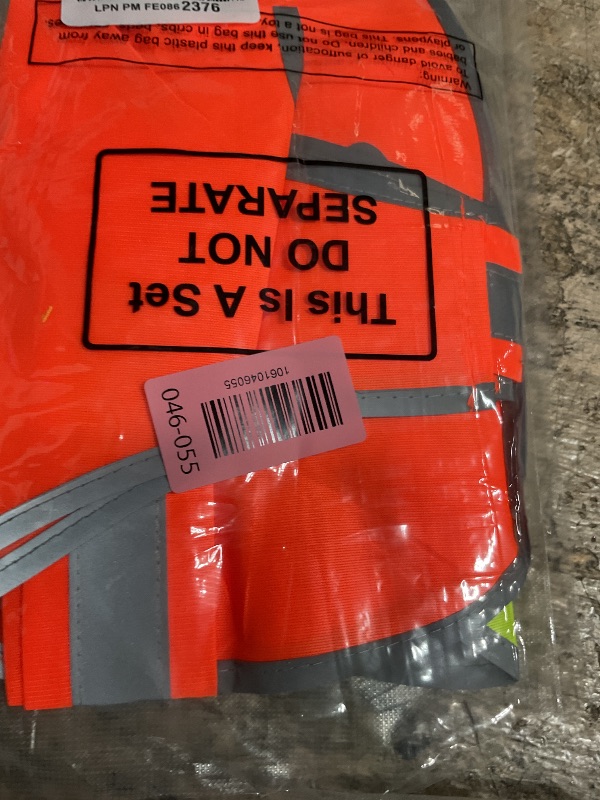 LPN PM FE0862376
Warning:
To avoid danger of suffocation, keep this plastic bag away from
babies and children. Do not use this bag in cribs, beds,
or playpens. This bag is not a toy.
This Is A Set
DO NOT
SEPARATE
1061046055
046-055